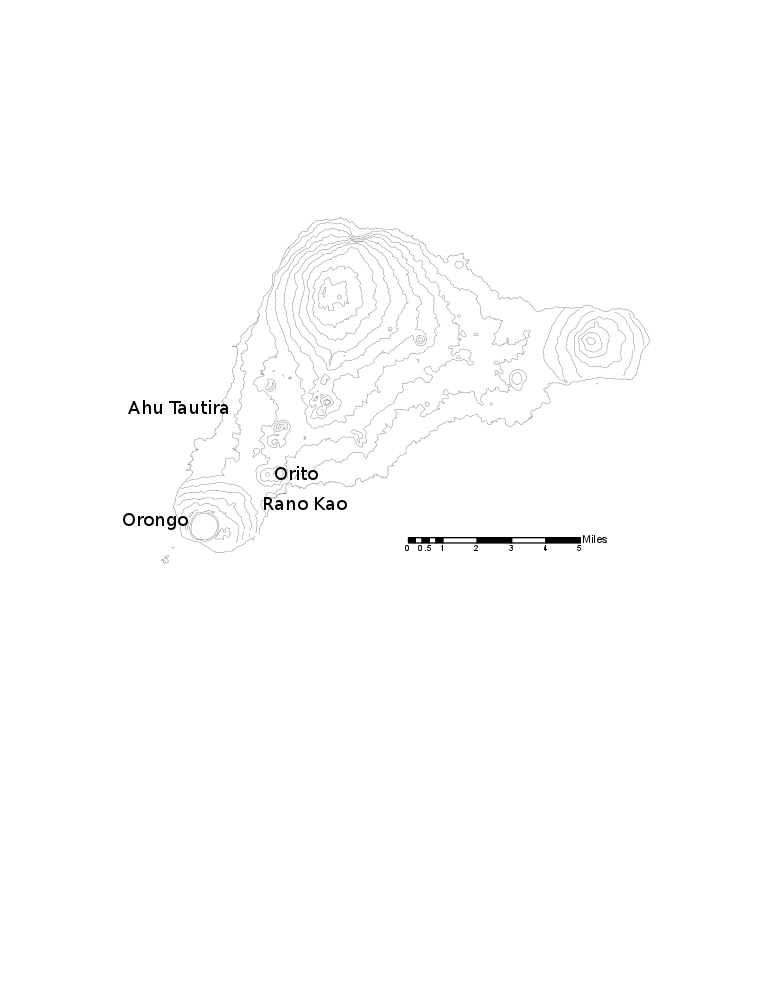 Ahu Tautira
Orito
Rano Kao
Orongo
Miles
0 0.5 1 2 3 4 5